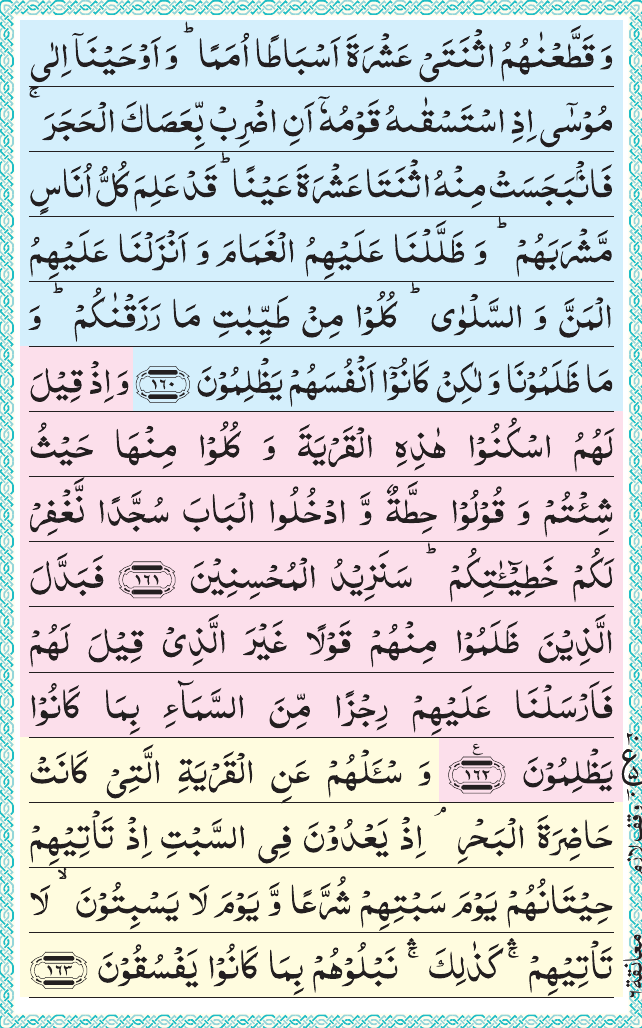 وَ قَطَّعْنٰهُمُ اثْنَتَیْ عَشْرَةَ اَسْبَاطًا اُمَمًا ؕ وَ اَوْحَیْنَاۤ اِلٰی
مُوْسٰۤی اِذِ اسْتَسْقٰىهُ قَوْمُهٗۤ اَنِ اضْرِبْ بِّعَصَاكَ الْحَجَرَ ۚ
فَانْۢبَجَسَتْ مِنْهُ اثْنَتَا عَشْرَةَ عَیْنًا ؕ قَدْ عَلِمَ كُلُّ اُنَاسٍ
مَّشْرَبَهُمْ ؕ وَ ظَلَّلْنَا عَلَیْهِمُ الْغَمَامَ وَ اَنْزَلْنَا عَلَیْهِمُ
الْمَنَّ وَ السَّلْوٰی ؕ كُلُوْا مِنْ طَیِّبٰتِ مَا رَزَقْنٰكُمْ ؕ وَ
مَا ظَلَمُوْنَا وَ لٰكِنْ كَانُوْۤا اَنْفُسَهُمْ یَظْلِمُوْنَ ﴿۱۶۰﴾ وَ اِذْ قِیْلَ
لَهُمُ اسْكُنُوْا هٰذِهِ الْقَرْیَةَ وَ كُلُوْا مِنْهَا حَیْثُ
شِئْتُمْ وَ قُوْلُوْا حِطَّةٌ وَّ ادْخُلُوا الْبَابَ سُجَّدًا نَّغْفِرْ
لَكُمْ خَطِیْٓـٰٔتِكُمْ ؕ سَنَزِیْدُ الْمُحْسِنِیْنَ ﴿۱۶۱﴾ فَبَدَّلَ
الَّذِیْنَ ظَلَمُوْا مِنْهُمْ قَوْلًا غَیْرَ الَّذِیْ قِیْلَ لَهُمْ
فَاَرْسَلْنَا عَلَیْهِمْ رِجْزًا مِّنَ السَّمَآءِ بِمَا كَانُوْا
یَظْلِمُوْنَ ﴿۱۶۲﴾ ع وَ سْـَٔلْهُمْ عَنِ الْقَرْیَةِ الَّتِیْ كَانَتْ
حَاضِرَةَ الْبَحْرِ ۘ اِذْ یَعْدُوْنَ فِی السَّبْتِ اِذْ تَاْتِیْهِمْ
حِیْتَانُهُمْ یَوْمَ سَبْتِهِمْ شُرَّعًا وَّ یَوْمَ لَا یَسْبِتُوْنَ ۙ لَا
تَاْتِیْهِمْ ۛۚ كَذٰلِكَ ۛۚ نَبْلُوْهُمْ بِمَا كَانُوْا یَفْسُقُوْنَ ﴿۱۶۳﴾
وقف لازم
معانقة ۶